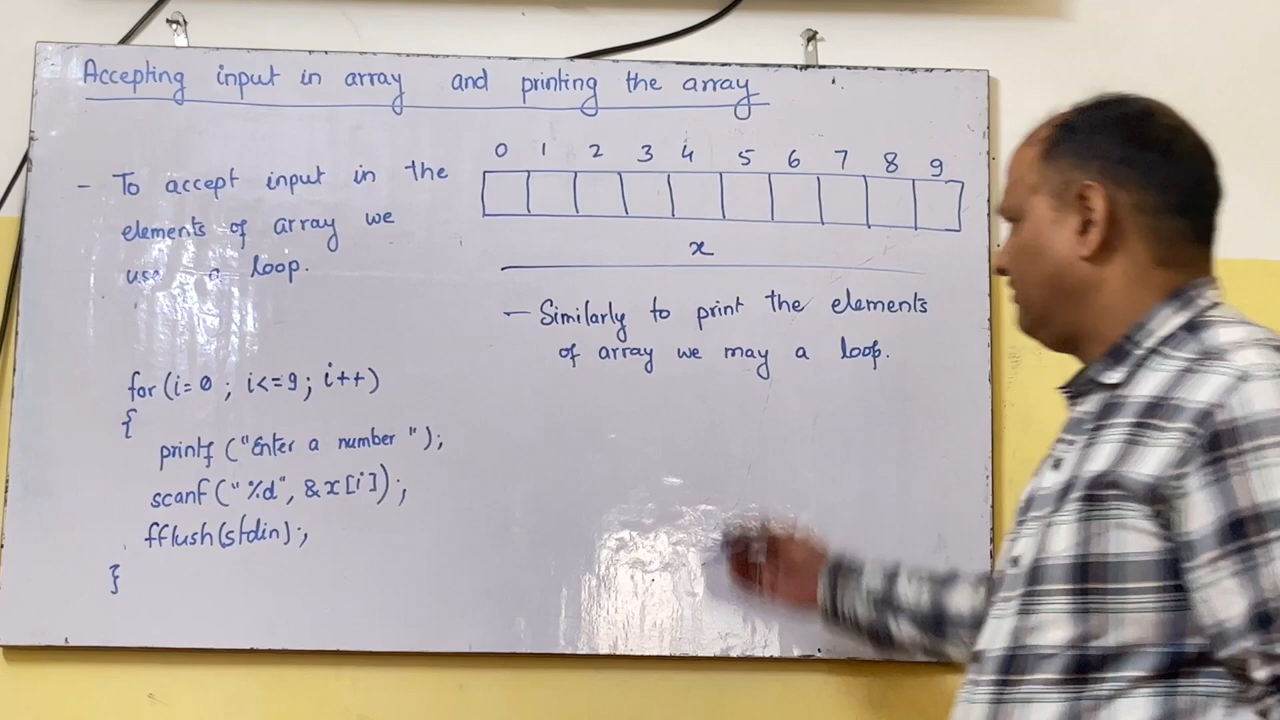 Accepting input in array and printing the array
- To accept input in the
elements of array we
use a loop.
for (i=0 ; i<=9 ; i++)
{
printf ("Enter a number ");
scanf ("%d", &x[i]);
fflush(stdin);
}
0 1 2 3 4 5 6 7 8 9
x
- Similarly to print the elements
of array we may a loop.